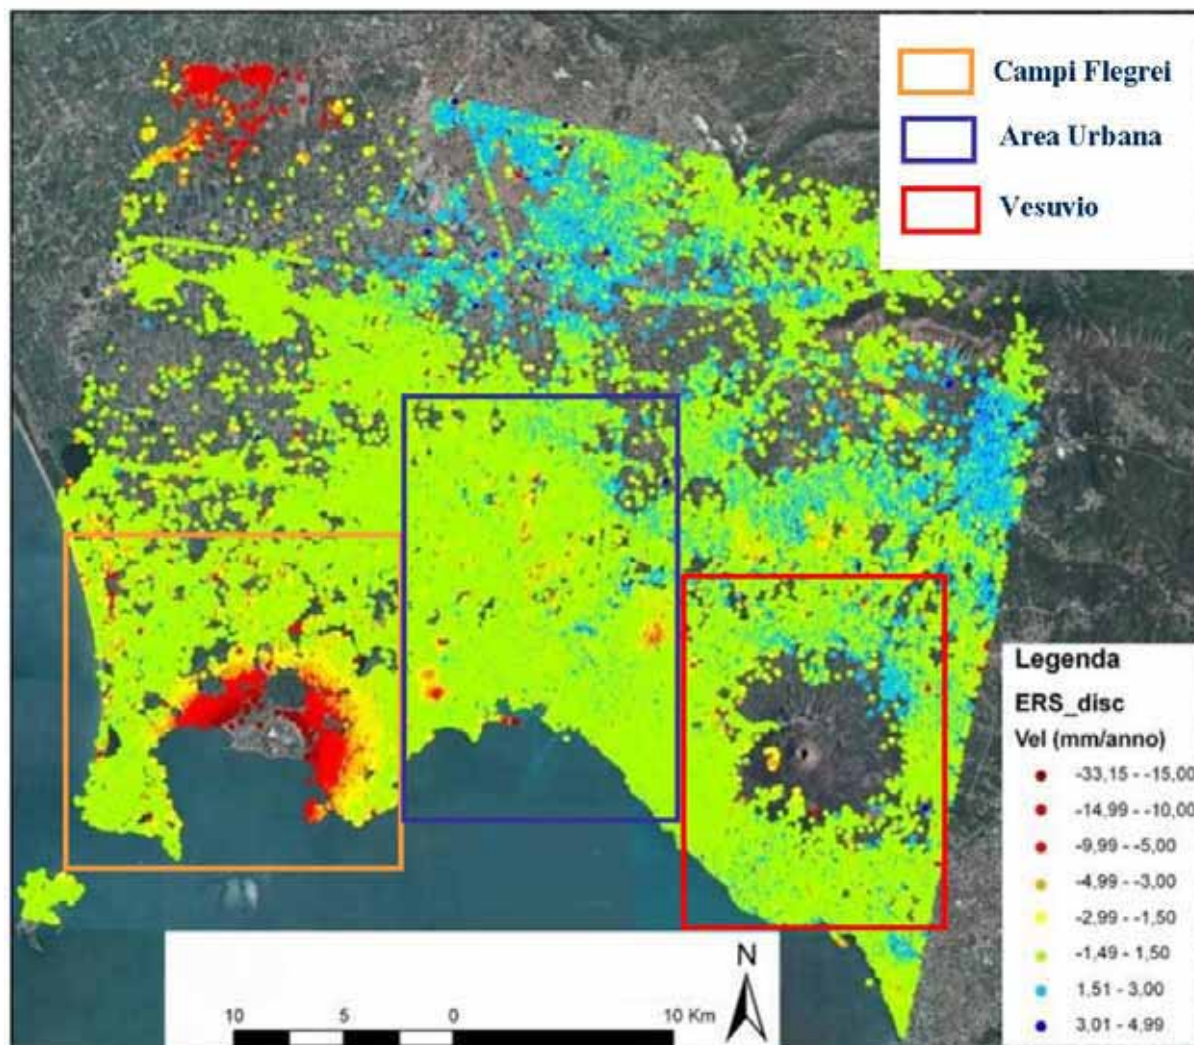 Campi Flegrei
Area Urbana
Vesuvio
Legenda
ERS_disc
Vel (mm/anno)
-33,15 - -15,00
-14,99 - -10,00
-9,99 - -5,00
-4,99 - -3,00
-2,99 - -1,50
-1,49 - 1,50
1,51 - 3,00
3,01 - 4,99
N
10 5 0 10 Km